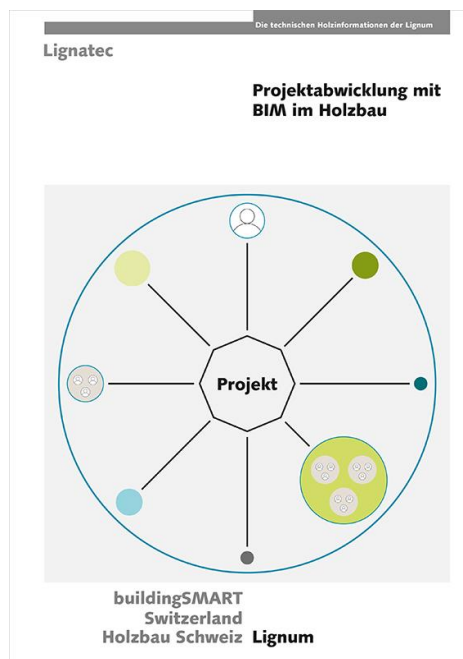 Die technischen Holzinformationen der Lignum
Lignatec
Projektabwicklung mit
BIM im Holzbau
Projekt
buildingSMART
Switzerland
Holzbau Schweiz Lignum